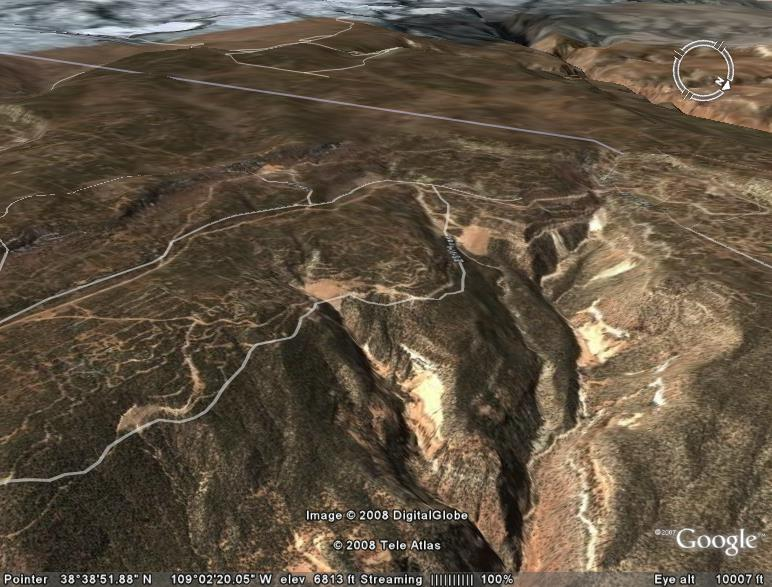 N
Image © 2008 DigitalGlobe
© 2008 Tele Atlas
©2007 Google™
Pointer 38°38'51.88" N 109°02'20.05" W elev 6813 ft Streaming |||||||||| 100% Eye alt 10007 ft